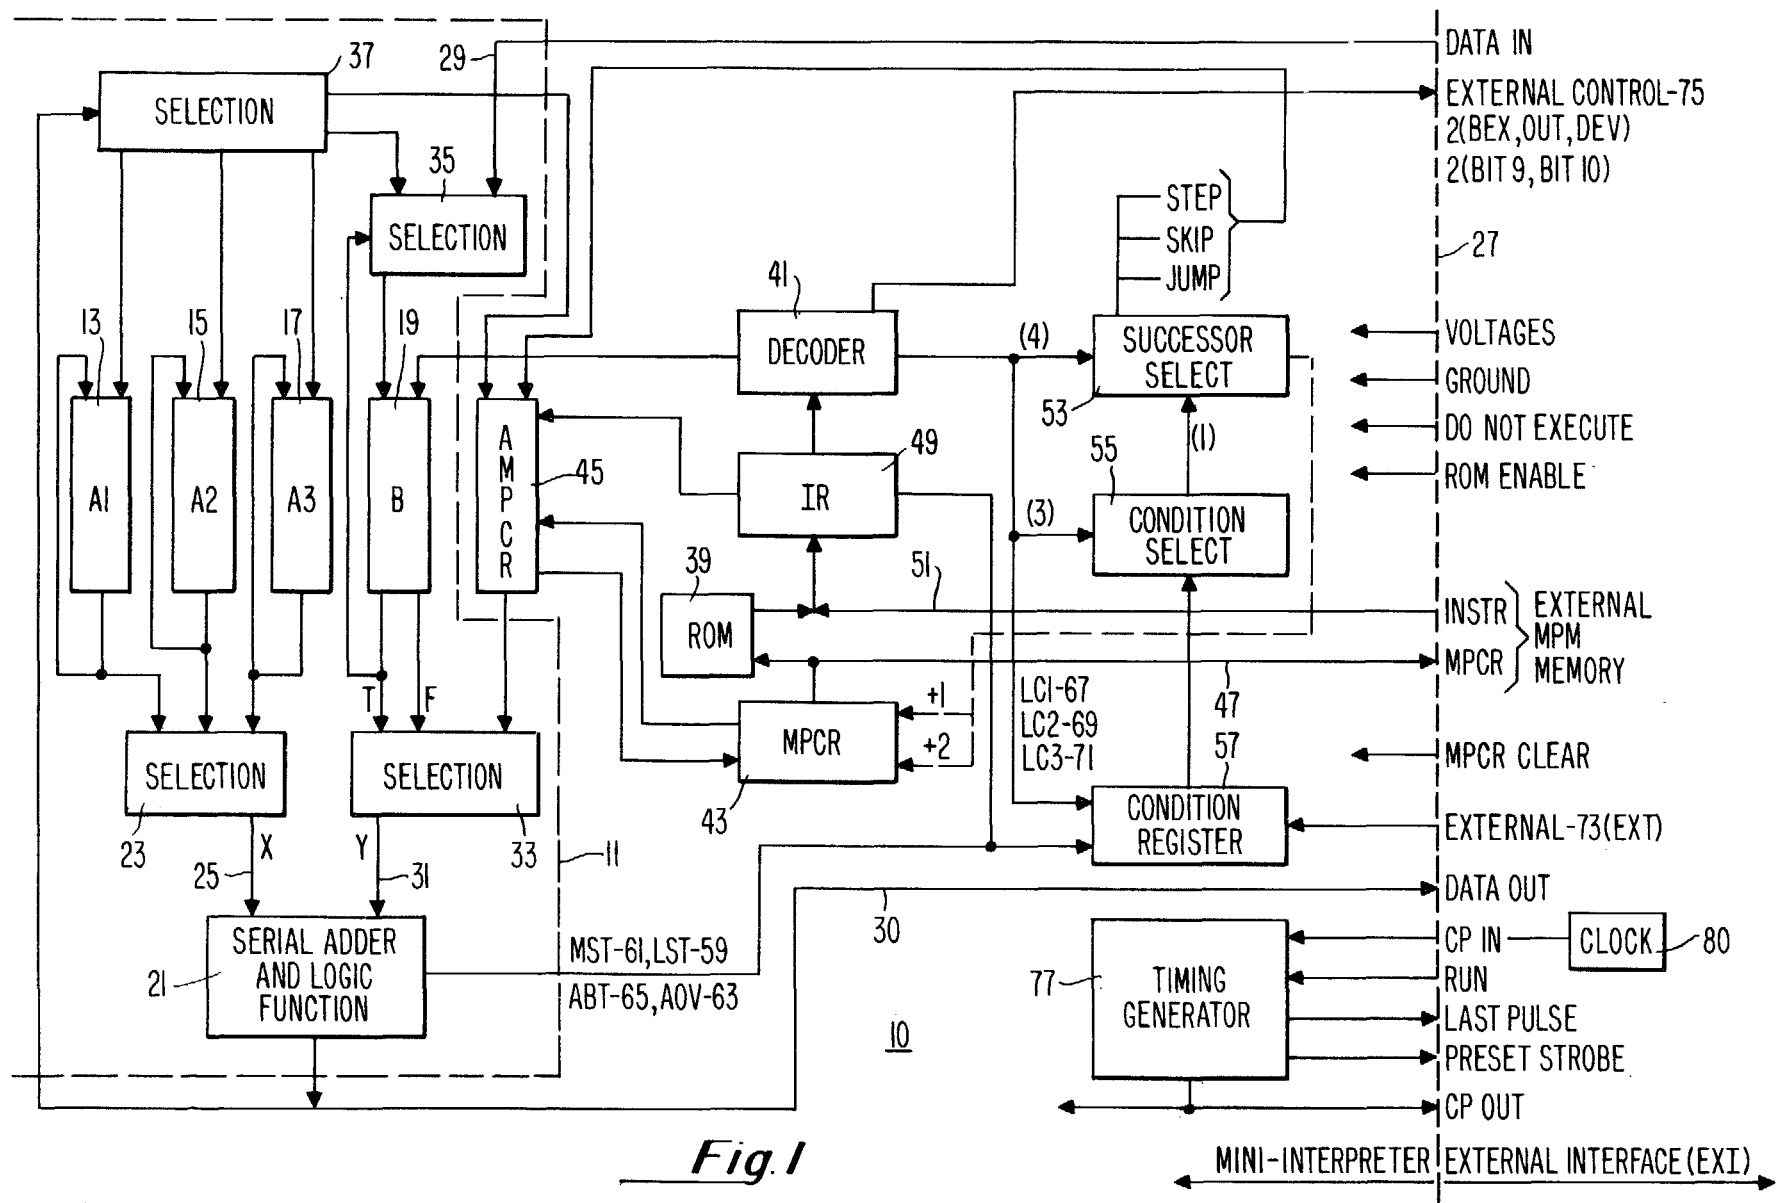 DATA IN
29
37
SELECTION
EXTERNAL CONTROL-75
2(BEX,OUT,DEV)
2(BIT 9, BIT 10)
35
SELECTION
STEP
SKIP
JUMP
27
41
DECODER
(4)
SUCCESSOR
SELECT
53
VOLTAGES
GROUND
DO NOT EXECUTE
ROM ENABLE
13
15
17
19
A1
A2
A3
B
AMPCR
45
49
IR
(1)
55
(3)
CONDITION
SELECT
39
ROM
51
INSTR
MPCR
EXTERNAL
MPM
MEMORY
47
T
F
+1
+2
MPCR
43
LC1-67
LC2-69
LC3-71
57
MPCR CLEAR
SELECTION
23
SELECTION
33
CONDITION
REGISTER
EXTERNAL-73(EXT)
X
25
Y
31
11
DATA OUT
30
SERIAL ADDER
AND LOGIC
FUNCTION
21
MST-61,LST-59
ABT-65,AOV-63
10
77
TIMING
GENERATOR
CP IN
CLOCK
80
RUN
LAST PULSE
PRESET STROBE
CP OUT
Fig.1
MINI-INTERPRETER
EXTERNAL INTERFACE(EXI)